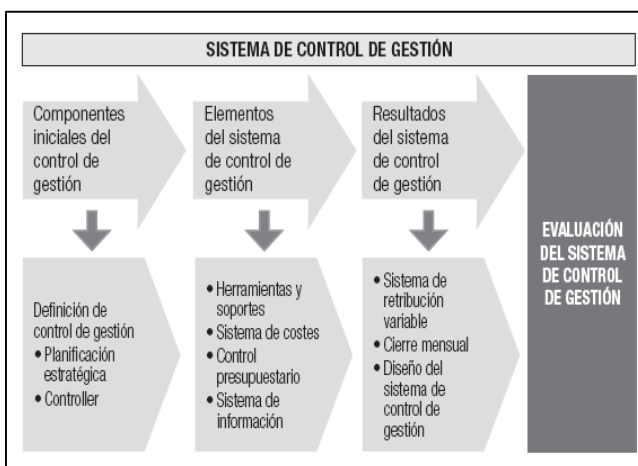 SISTEMA DE CONTROL DE GESTIÓN
Componentes
iniciales del
control de
gestión
Elementos
del sistema
de control de
gestión
Resultados
del sistema
de control
de gestión
Definición de
control de gestión
• Planificación
estratégica
• Controller
• Herramientas y
soportes
• Sistema de costes
• Control
presupuestario
• Sistema de
información
• Sistema de
retribución
variable
• Cierre mensual
• Diseño del
sistema de
control de
gestión
EVALUACIÓN
DEL SISTEMA
DE CONTROL
DE GESTIÓN